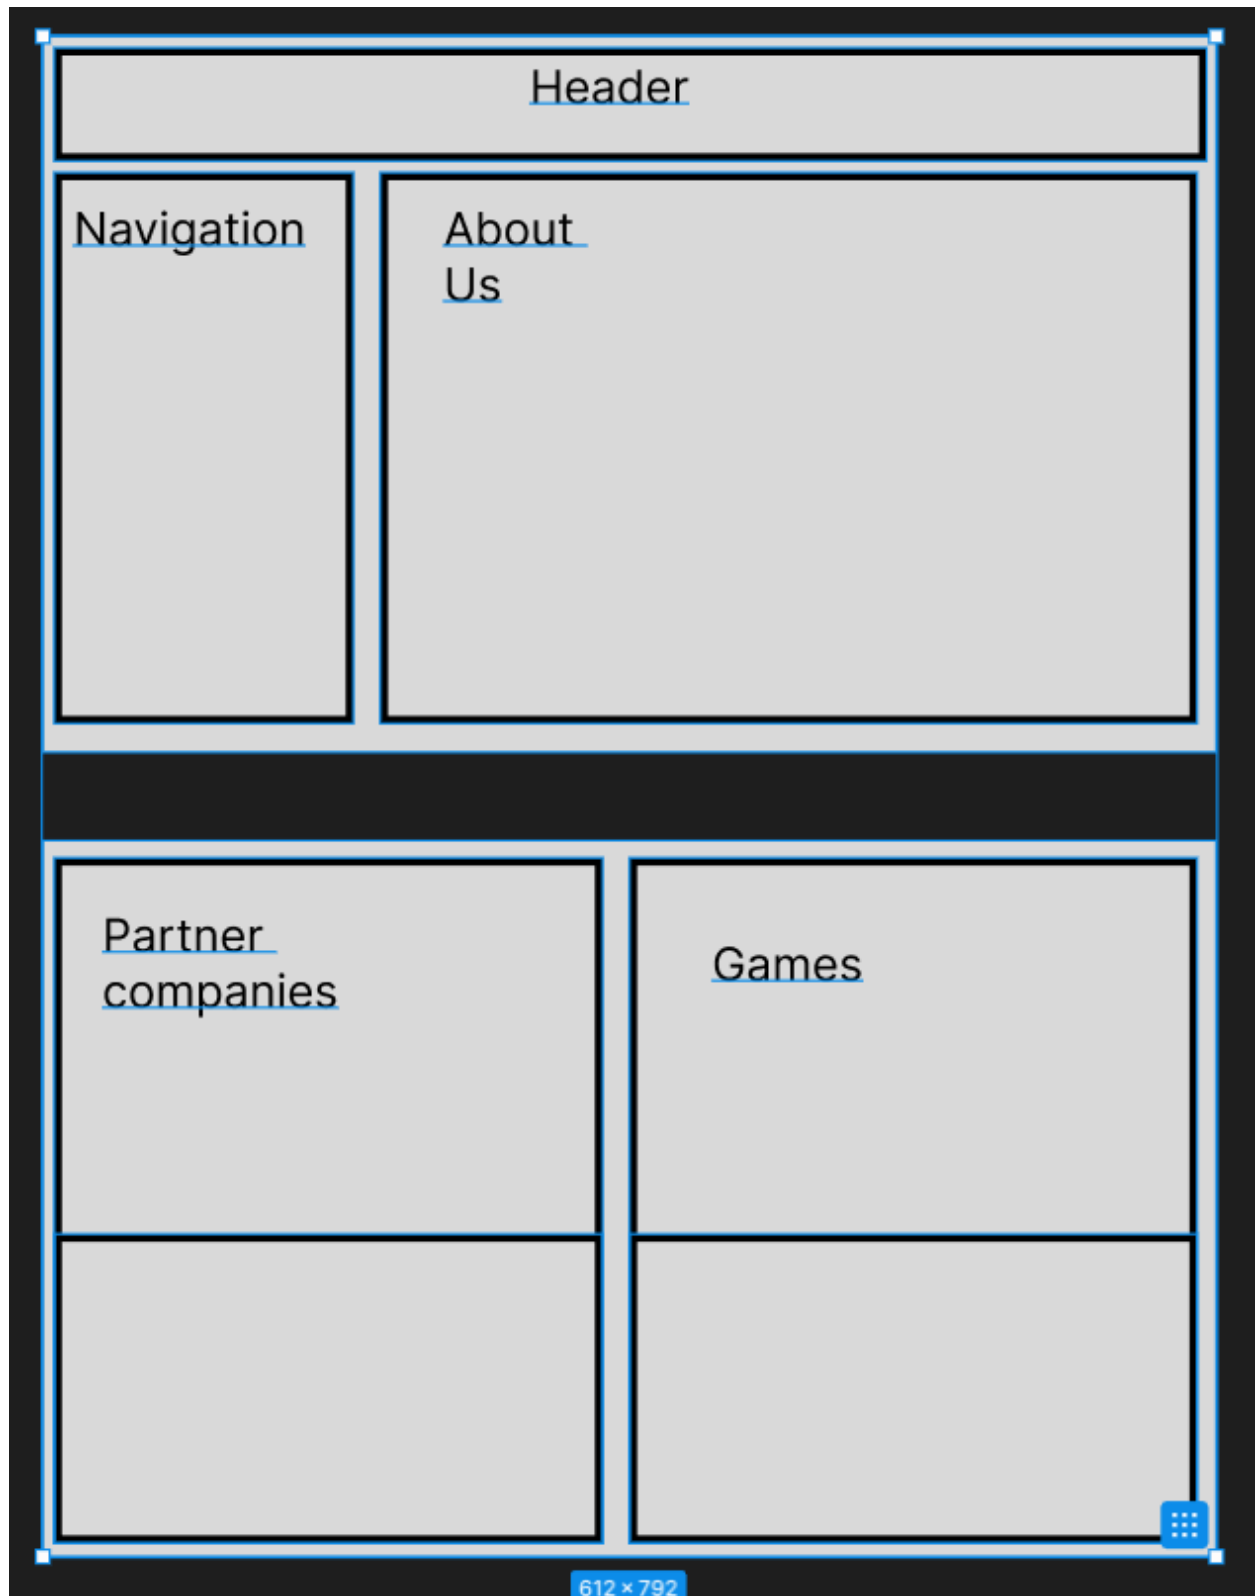 Header
Navigation
About
Us
Partner
companies
Games
612 × 792